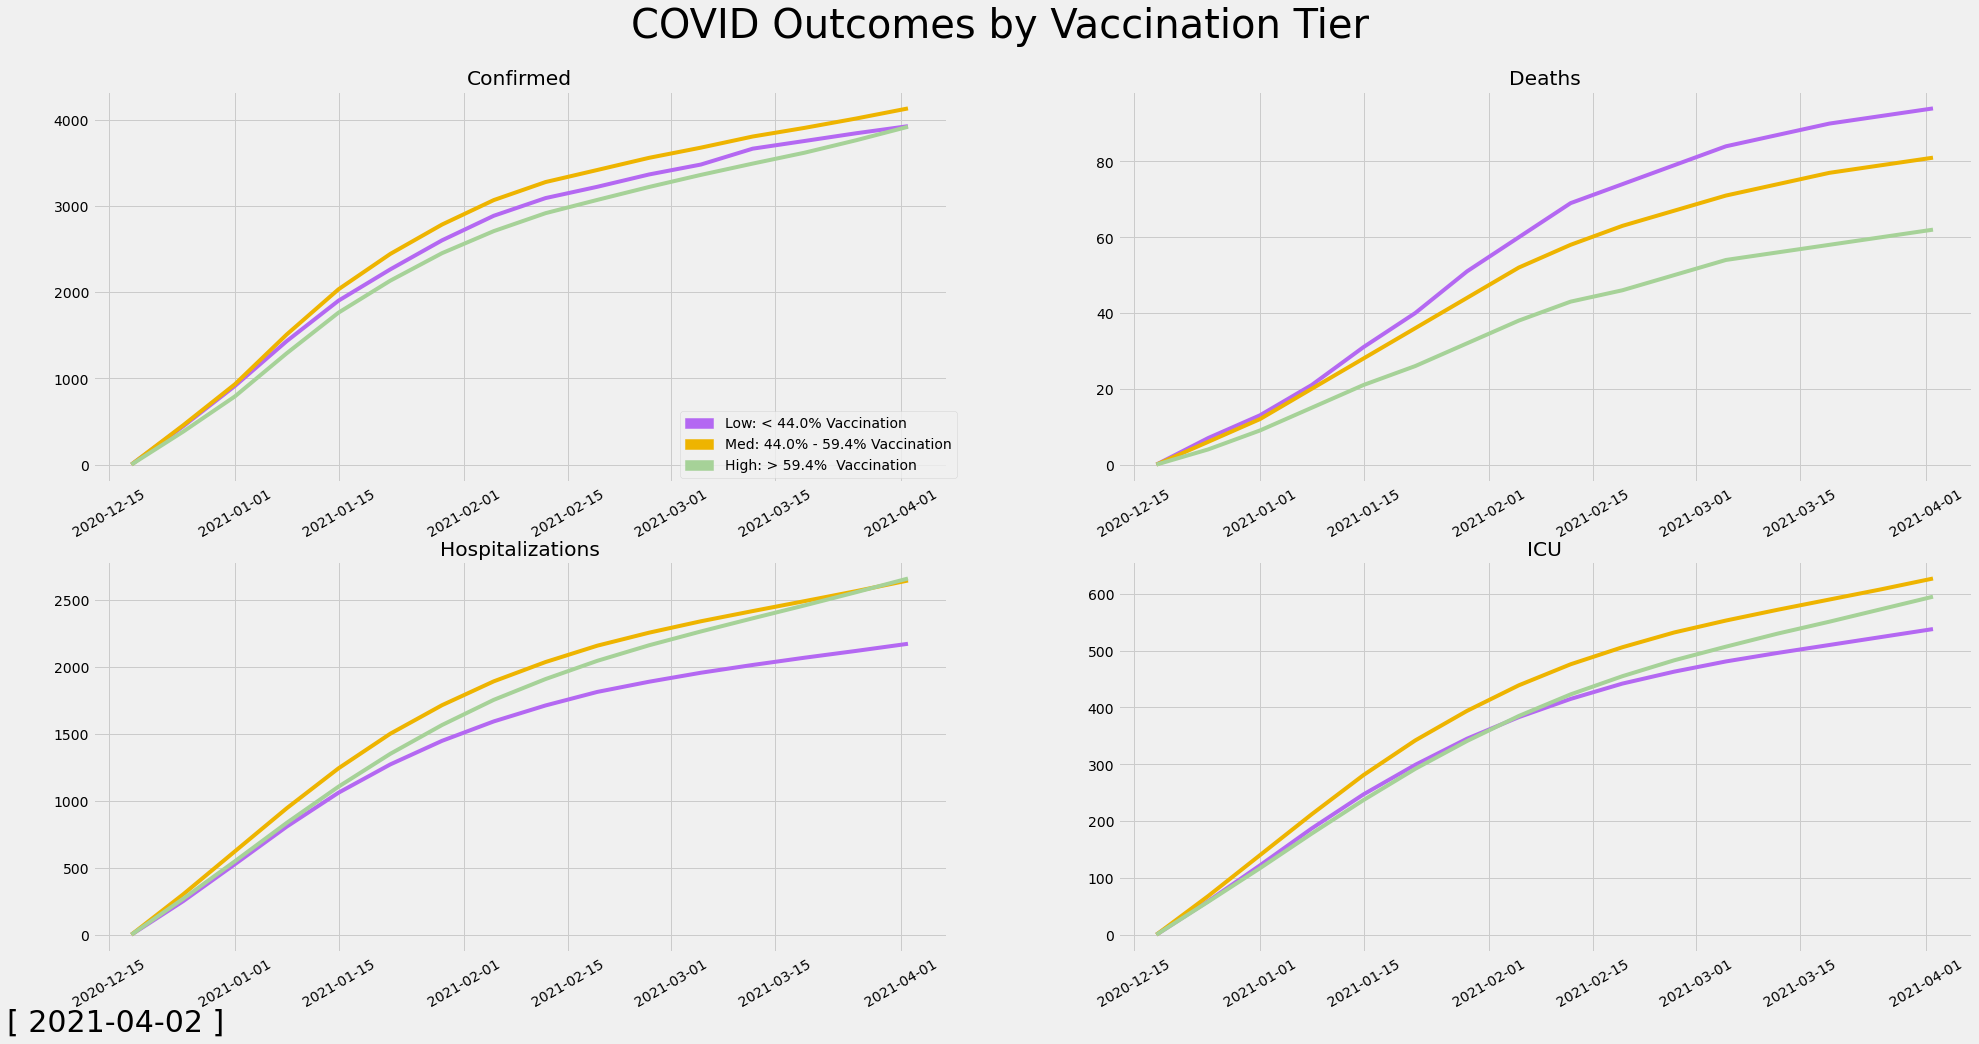 COVID Outcomes by Vaccination Tier
Confirmed
4000
3000
2000
1000
0
Low: < 44.0% Vaccination
Med: 44.0% - 59.4% Vaccination
High: > 59.4%  Vaccination
2020-12-15 2021-01-01 2021-01-15 2021-02-01 2021-02-15 2021-03-01 2021-03-15 2021-04-01
Deaths
80
60
40
20
0
2020-12-15 2021-01-01 2021-01-15 2021-02-01 2021-02-15 2021-03-01 2021-03-15 2021-04-01
Hospitalizations
2500
2000
1500
1000
500
0
2020-12-15 2021-01-01 2021-01-15 2021-02-01 2021-02-15 2021-03-01 2021-03-15 2021-04-01
ICU
600
500
400
300
200
100
0
2020-12-15 2021-01-01 2021-01-15 2021-02-01 2021-02-15 2021-03-01 2021-03-15 2021-04-01
[ 2021-04-02 ]